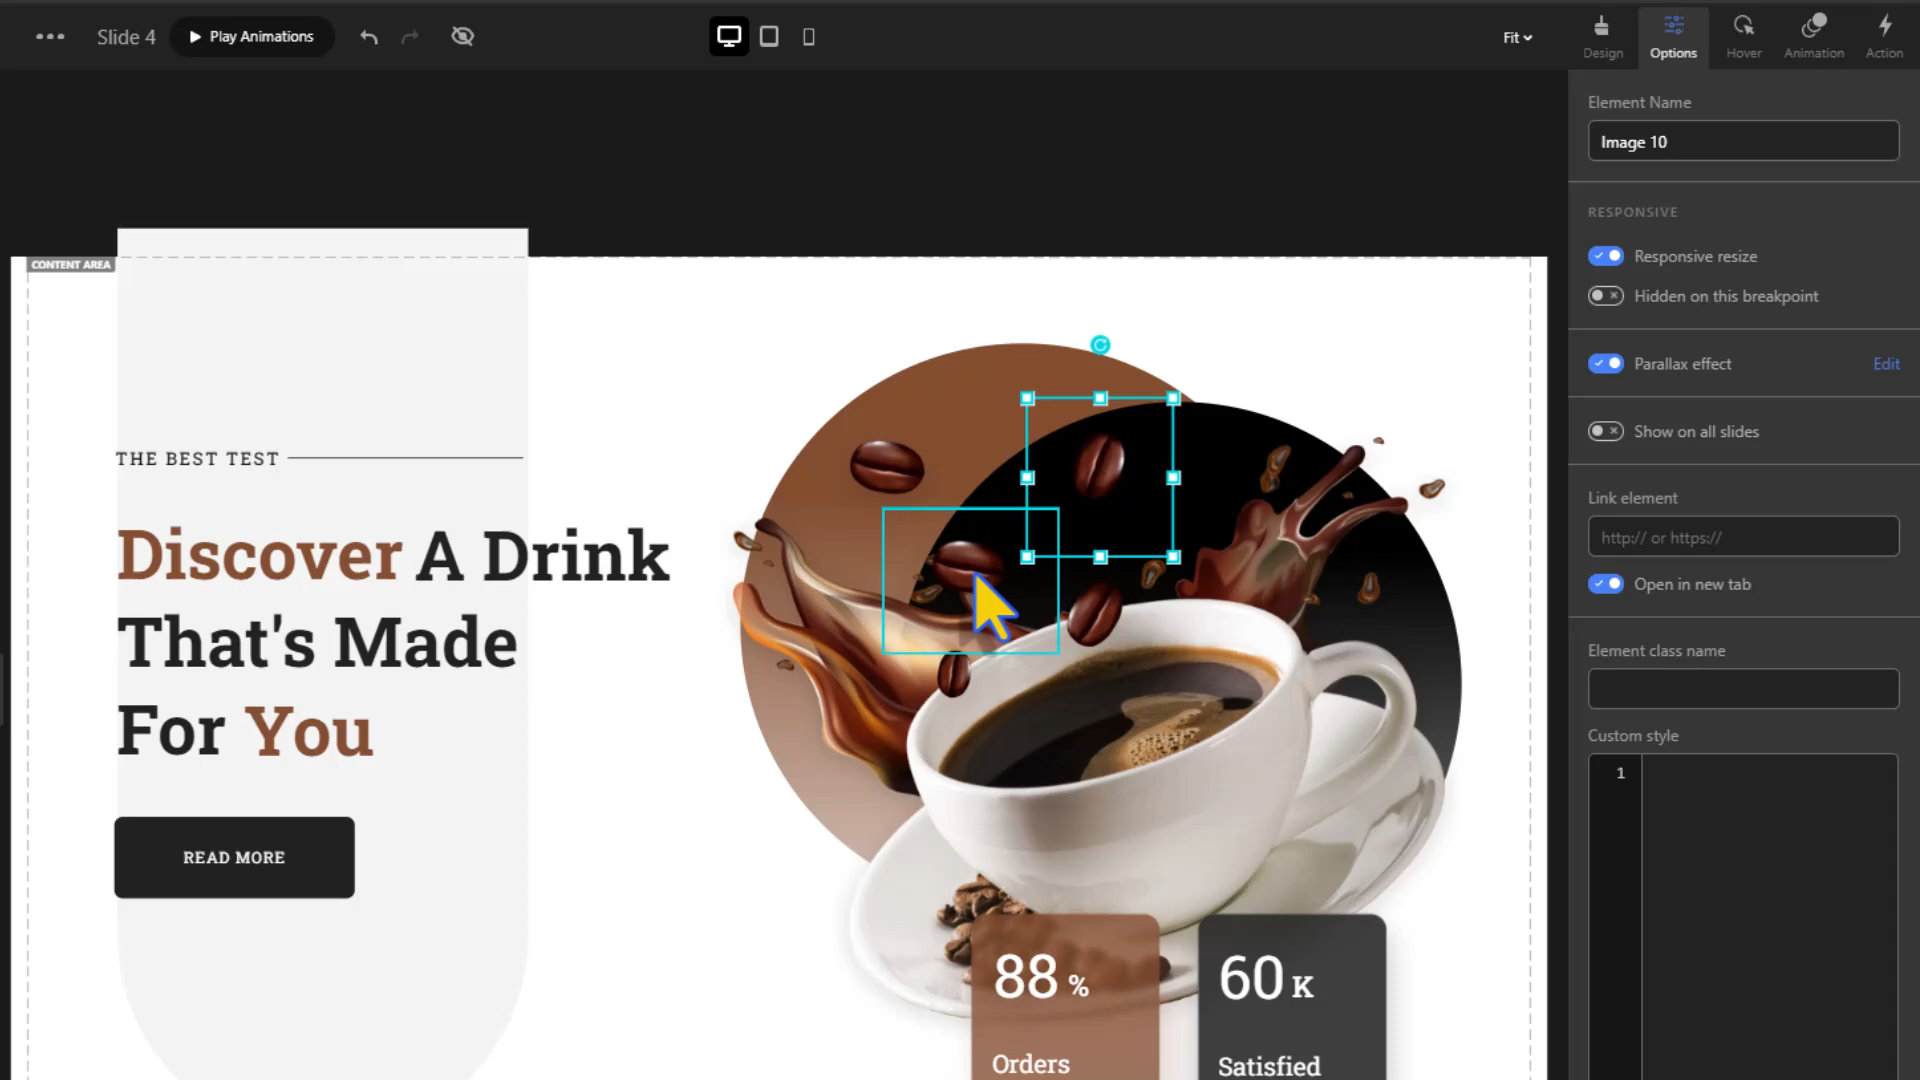 Slide 4
Play Animations
Fit
Design
Options
Hover
Animation
Action
Element Name
Image 10
RESPONSIVE
Responsive resize
Hidden on this breakpoint
Parallax effect
Edit
Show on all slides
Link element
http:// or https://
Open in new tab
Element class name
Custom style
1
CONTENT AREA
THE BEST TEST
Discover A Drink
That's Made
For You
READ MORE
88 %
Orders
60 K
Satisfied